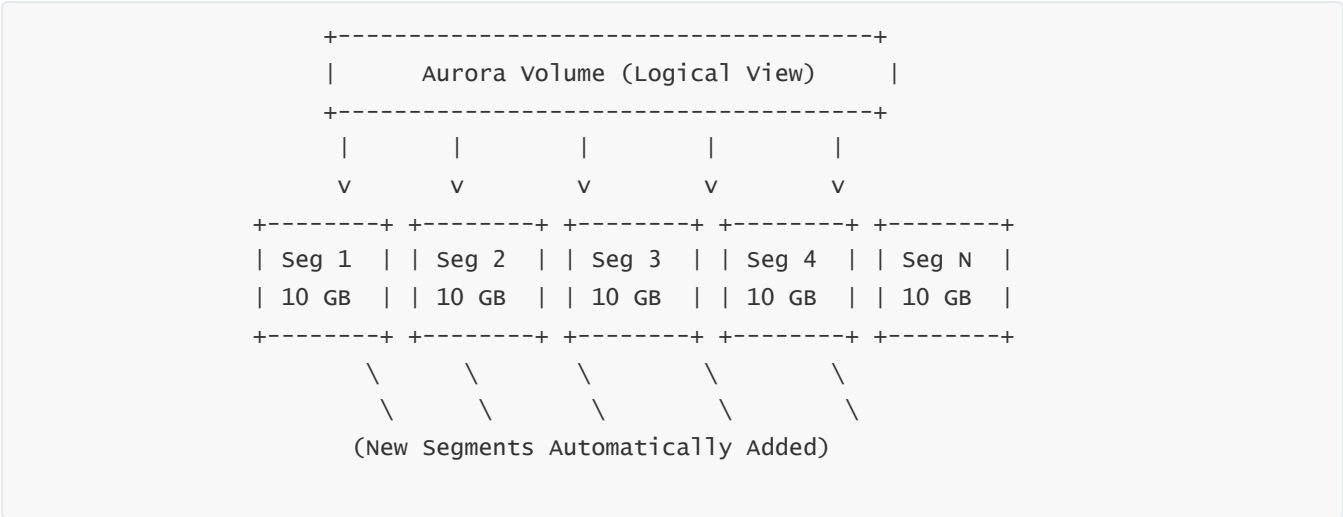 +--------------------------------------+
|      Aurora Volume (Logical View)     |
+--------------------------------------+
|       |        |        |        |
v       v        v        v        v
+--------+ +--------+ +--------+ +--------+ +--------+
| Seg 1  | | Seg 2  | | Seg 3  | | Seg 4  | | Seg N  |
| 10 GB  | | 10 GB  | | 10 GB  | | 10 GB  | | 10 GB  |
+--------+ +--------+ +--------+ +--------+ +--------+
\      \       \        \        \
\      \       \        \        \
(New Segments Automatically Added)